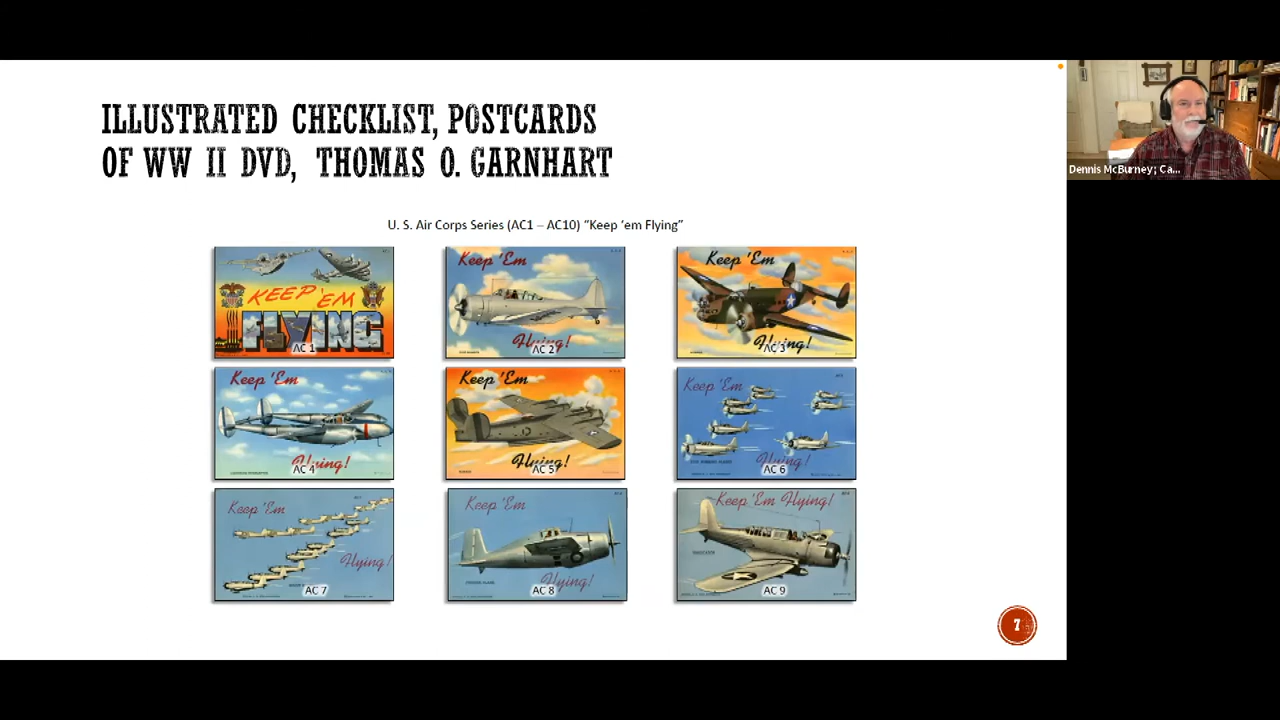 ILLUSTRATED CHECKLIST, POSTCARDS
OF WW II DVD, THOMAS O. GARNHART
Dennis McBurney; Ca...
U. S. Air Corps Series (AC1 – AC10) "Keep 'em Flying"
KEEP 'EM
FLYING
AC 1
Keep 'Em
Flying!
AC 2
Keep 'Em
Flying!
AC 3
Keep 'Em
Flying!
AC 4
Keep 'Em
Flying!
AC 5
Keep 'Em
Flying!
AC 6
Keep 'Em
Flying!
AC 7
Keep 'Em
Flying!
AC 8
Keep 'Em Flying!
AC 9
7